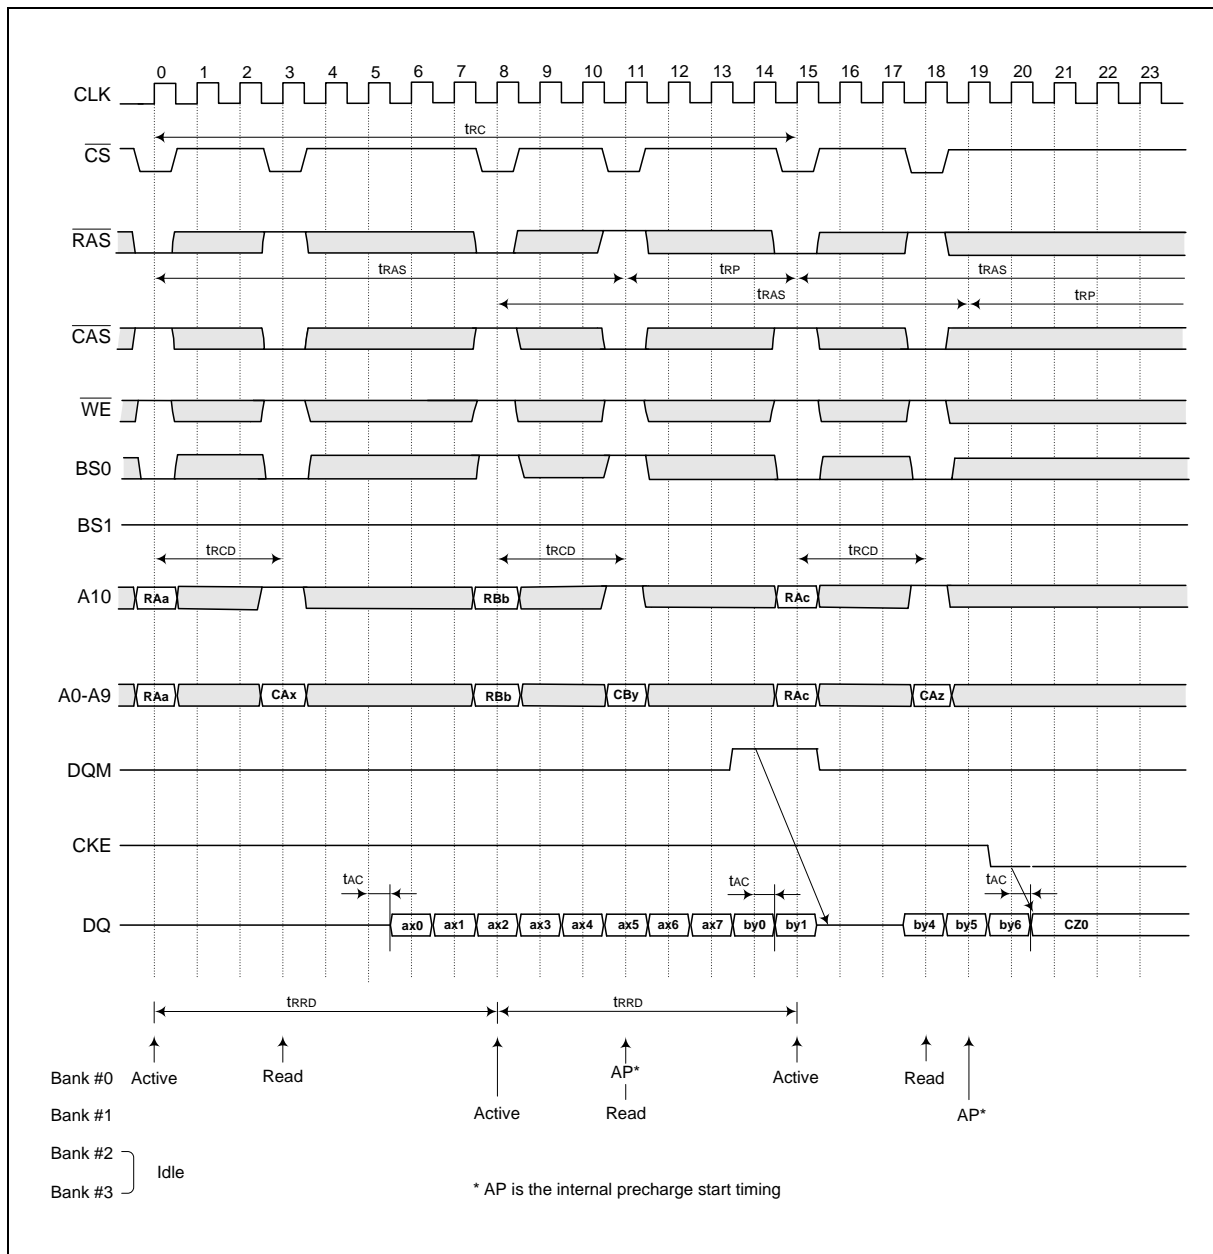 0 1 2 3 4 5 6 7 8 9 10 11 12 13 14 15 16 17 18 19 20 21 22 23
CLK
tRC
CS
RAS
tRAS tRP tRAS
tRAS tRP
CAS
WE
BS0
BS1
tRCD tRCD tRCD
A10 RAa RBb RAc
A0-A9 RAa CAx RBb CBy RAc CAz
DQM
CKE
tAC tAC tAC
DQ ax0 ax1 ax2 ax3 ax4 ax5 ax6 ax7 by0 by1 by4 by5 by6 CZ0
tRRD tRRD
Bank #0 Active Read AP* Active Read
Bank #1 Active Read AP*
Bank #2
Idle
Bank #3
* AP is the internal precharge start timing